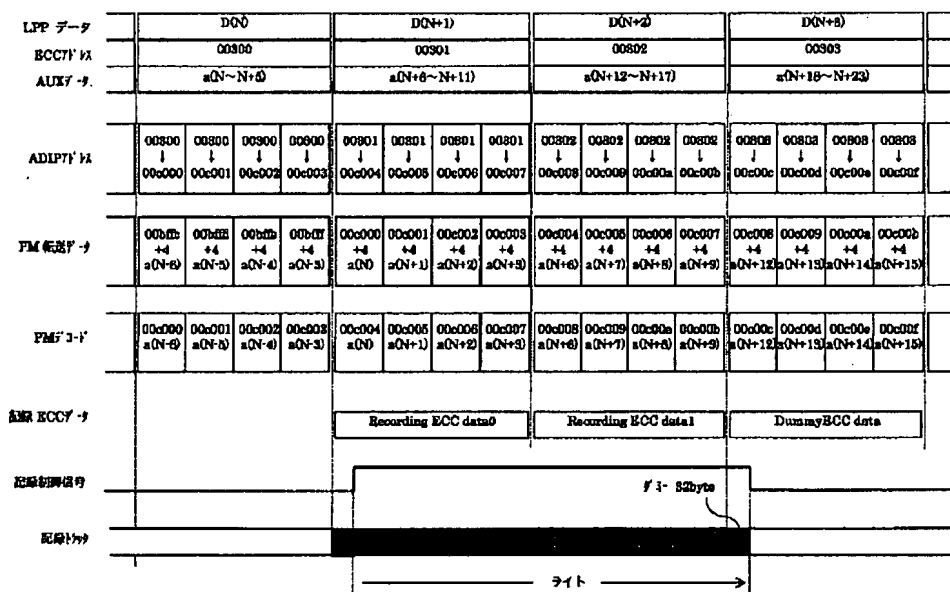 LPP データ D(N) D(N+1) D(N+2) D(N+3)
ECCアドレス 00300 00301 00302 00303
AUXデータ a(N~N+5) a(N+6~N+11) a(N+12~N+17) a(N+18~N+23)
ADIPアドレス
00300 00300 00300 00300 00301 00301 00301 00301 00302 00302 00302 00302 00303 00303 00303 00303
↓ ↓ ↓ ↓ ↓ ↓ ↓ ↓ ↓ ↓ ↓ ↓ ↓ ↓ ↓ ↓
00c000 00c001 00c002 00c003 00c004 00c005 00c006 00c007 00c008 00c009 00c00a 00c00b 00c00c 00c00d 00c00e 00c00f
FM転送データ
00bffc 00bffd 00bffe 00bfff 00c000 00c001 00c002 00c003 00c004 00c005 00c006 00c007 00c008 00c009 00c00a 00c00b
+4 +4 +4 +4 +4 +4 +4 +4 +4 +4 +4 +4 +4 +4 +4 +4
a(N-6) a(N-5) a(N-4) a(N-3) a(N) a(N+1) a(N+2) a(N+3) a(N+6) a(N+7) a(N+8) a(N+9) a(N+12) a(N+13) a(N+14) a(N+15)
FMデコード
00c000 00c001 00c002 00c003 00c004 00c005 00c006 00c007 00c008 00c009 00c00a 00c00b 00c00c 00c00d 00c00e 00c00f
a(N-6) a(N-5) a(N-4) a(N-3) a(N) a(N+1) a(N+2) a(N+3) a(N+6) a(N+7) a(N+8) a(N+9) a(N+12) a(N+13) a(N+14) a(N+15)
記録 ECCデータ Recording ECC data0 Recording ECC data1 DummyECC data
記録制御信号
ダミー 32byte
記録トラック
ライト